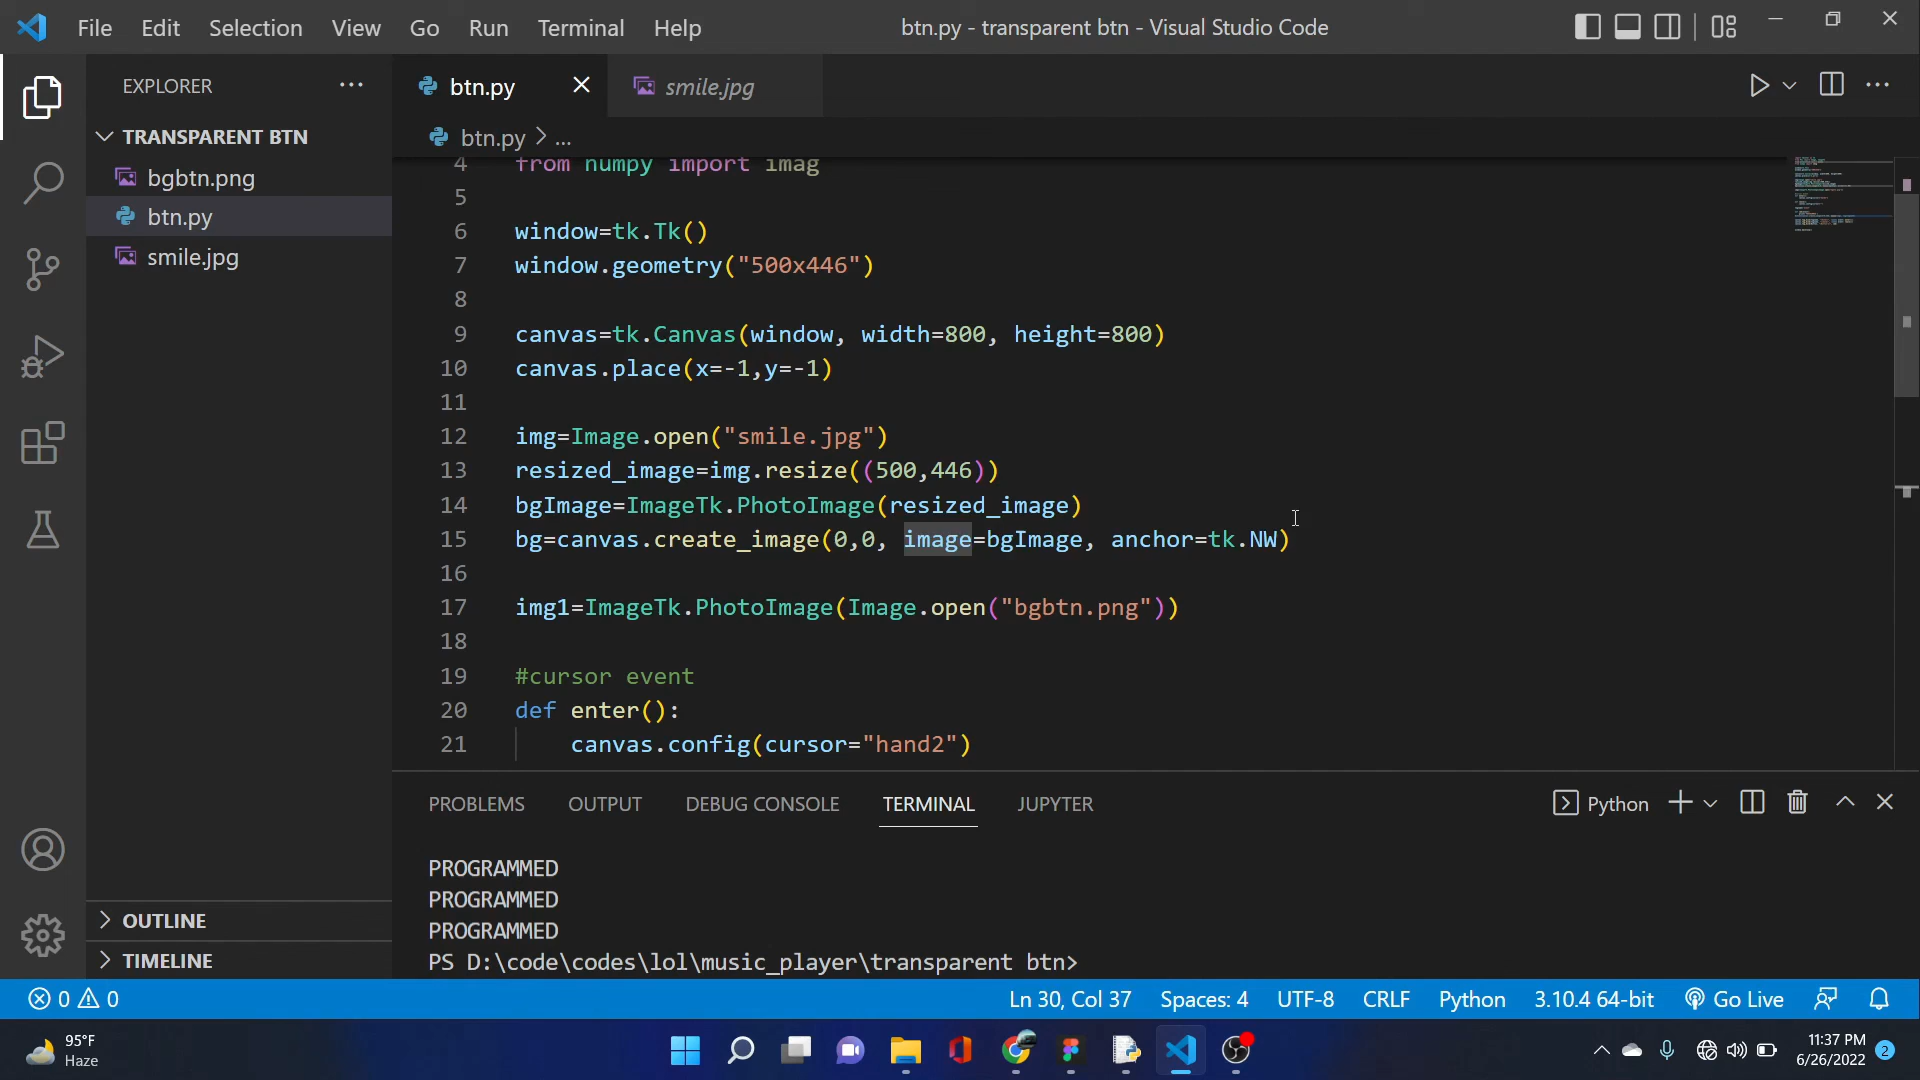 File Edit Selection View Go Run Terminal Help btn.py - transparent btn - Visual Studio Code
EXPLORER
TRANSPARENT BTN
bgbtn.png
btn.py
smile.jpg
OUTLINE
TIMELINE
btn.py smile.jpg
btn.py > ...
4 from numpy import imag
5
6 window=tk.Tk()
7 window.geometry("500x446")
8
9 canvas=tk.Canvas(window, width=800, height=800)
10 canvas.place(x=-1,y=-1)
11
12 img=Image.open("smile.jpg")
13 resized_image=img.resize((500,446))
14 bgImage=ImageTk.PhotoImage(resized_image)
15 bg=canvas.create_image(0,0, image=bgImage, anchor=tk.NW)
16
17 img1=ImageTk.PhotoImage(Image.open("bgbtn.png"))
18
19 #cursor event
20 def enter():
21 canvas.config(cursor="hand2")
PROBLEMS OUTPUT DEBUG CONSOLE TERMINAL JUPYTER Python
PROGRAMMED
PROGRAMMED
PROGRAMMED
PS D:\code\codes\lol\music_player\transparent btn>
0 0 Ln 30, Col 37 Spaces: 4 UTF-8 CRLF Python 3.10.4 64-bit Go Live
95°F
Haze
11:37 PM
6/26/2022 2